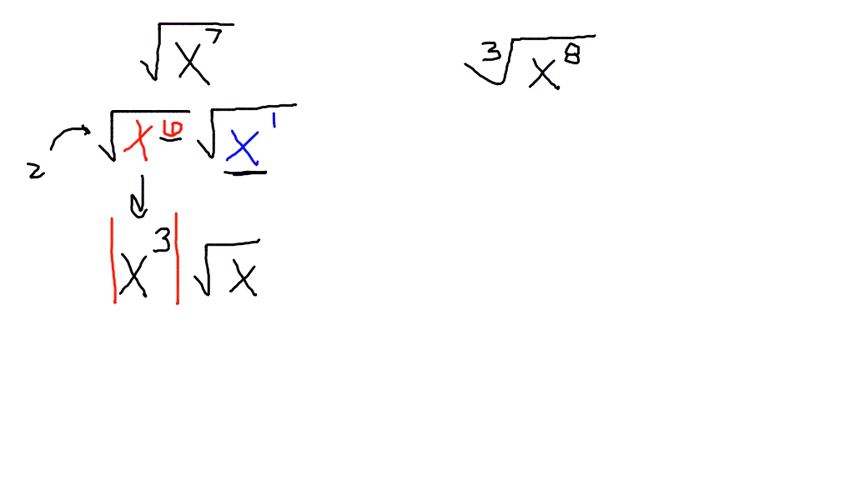 √x⁷
2 √x⁶ √x¹
|x³| √x
∛x⁸